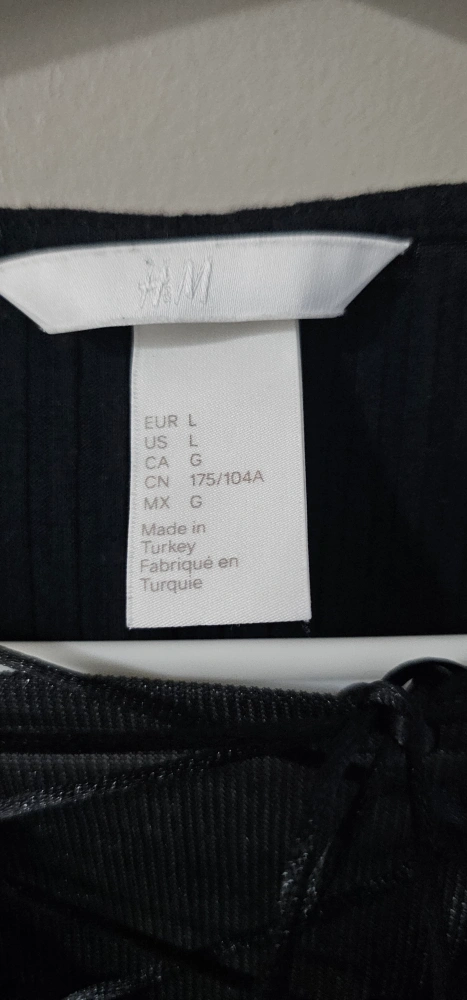 H&M
EUR L
US L
CA G
CN 175/104A
MX G
Made in
Turkey
Fabriqué en
Turquie